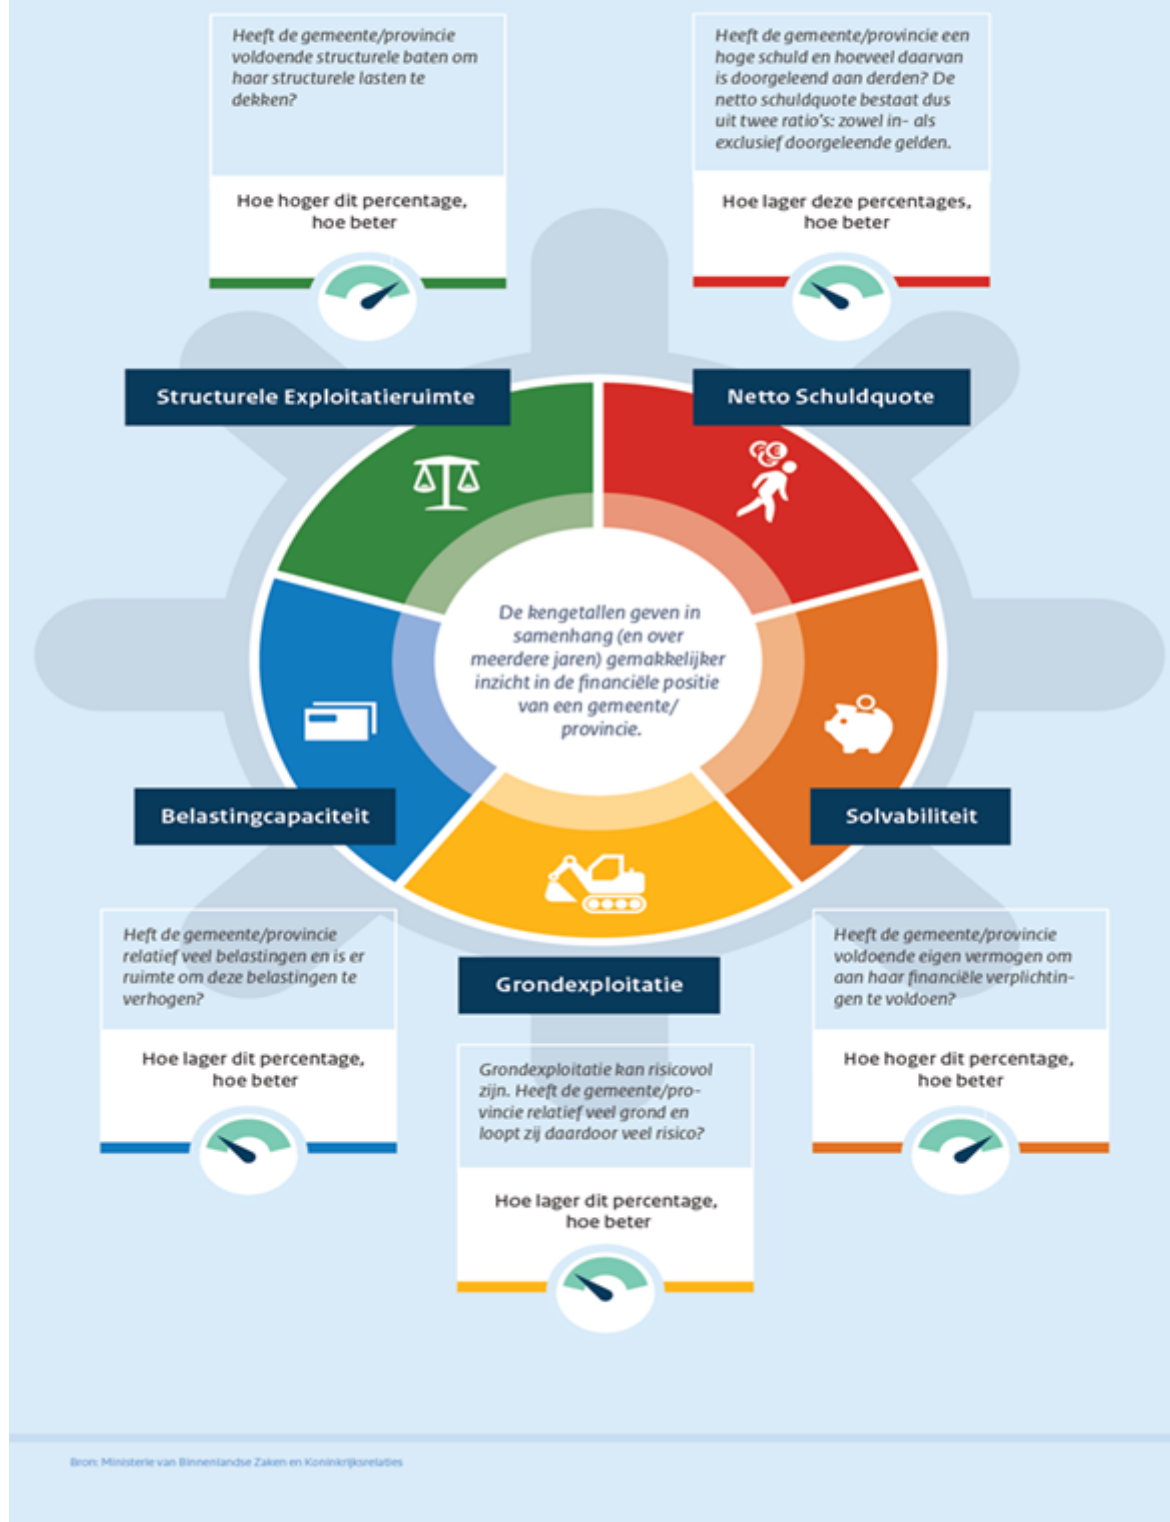 Heeft de gemeente/provincie
voldoende structurele baten om
haar structurele lasten te
dekken?
Hoe hoger dit percentage,
hoe beter
Heeft de gemeente/provincie een
hoge schuld en hoeveel daarvan
is doorgeleend aan derden? De
netto schuldquote bestaat dus
uit twee ratio's: zowel in- als
exclusief doorgeleende gelden.
Hoe lager deze percentages,
hoe beter
Structurele Exploitatieruimte
Netto Schuldquote
De kengetallen geven in
samenhang (en over
meerdere jaren) gemakkelijker
inzicht in de financiële positie
van een gemeente/
provincie.
Belastingcapaciteit
Solvabiliteit
Heft de gemeente/provincie
relatief veel belastingen en is er
ruimte om deze belastingen te
verhogen?
Hoe lager dit percentage,
hoe beter
Grondexploitatie
Grondexploitatie kan risicovol
zijn. Heeft de gemeente/pro-
vincie relatief veel grond en
loopt zij daardoor veel risico?
Hoe lager dit percentage,
hoe beter
Heeft de gemeente/provincie
voldoende eigen vermogen om
aan haar financiële verplichtin-
gen te voldoen?
Hoe hoger dit percentage,
hoe beter
Bron: Ministerie van Binnenlandse Zaken en Koninkrijksrelaties